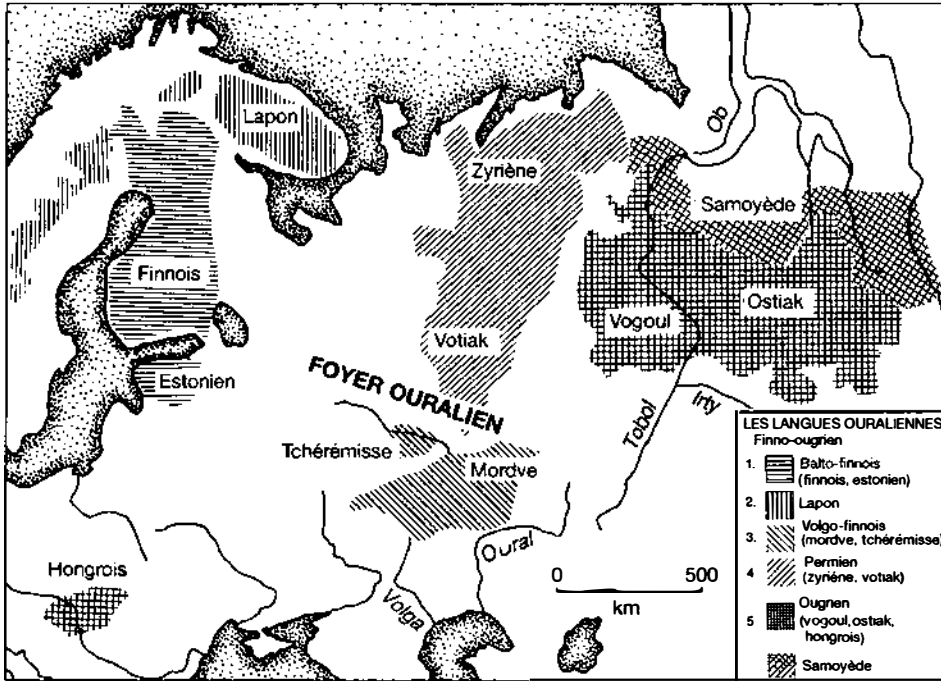 Lapon
Ob
Zyriène
Samoyède
Finnois
Ostiak
Vogoul
Votiak
Estonien
FOYER OURALIEN
Irty
Tobol
Tchérémisse
Mordve
Oural
Hongrois
Volga
0 500
km
LES LANGUES OURALIENNES
Finno-ougrien
1. Balto-finnois
(finnois, estonien)
2. Lapon
3. Volgo-finnois
(mordve, tchérémisse)
4 Permien
(zyriéne, votiak)
5 Ougrien
(vogoul, ostiak,
hongrois)
Samoyède